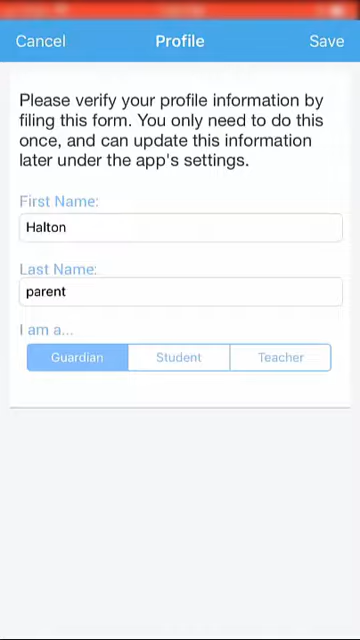 Cancel Profile Save
Please verify your profile information by
filing this form. You only need to do this
once, and can update this information
later under the app's settings.
First Name:
Halton
Last Name:
parent
I am a...
Guardian Student Teacher